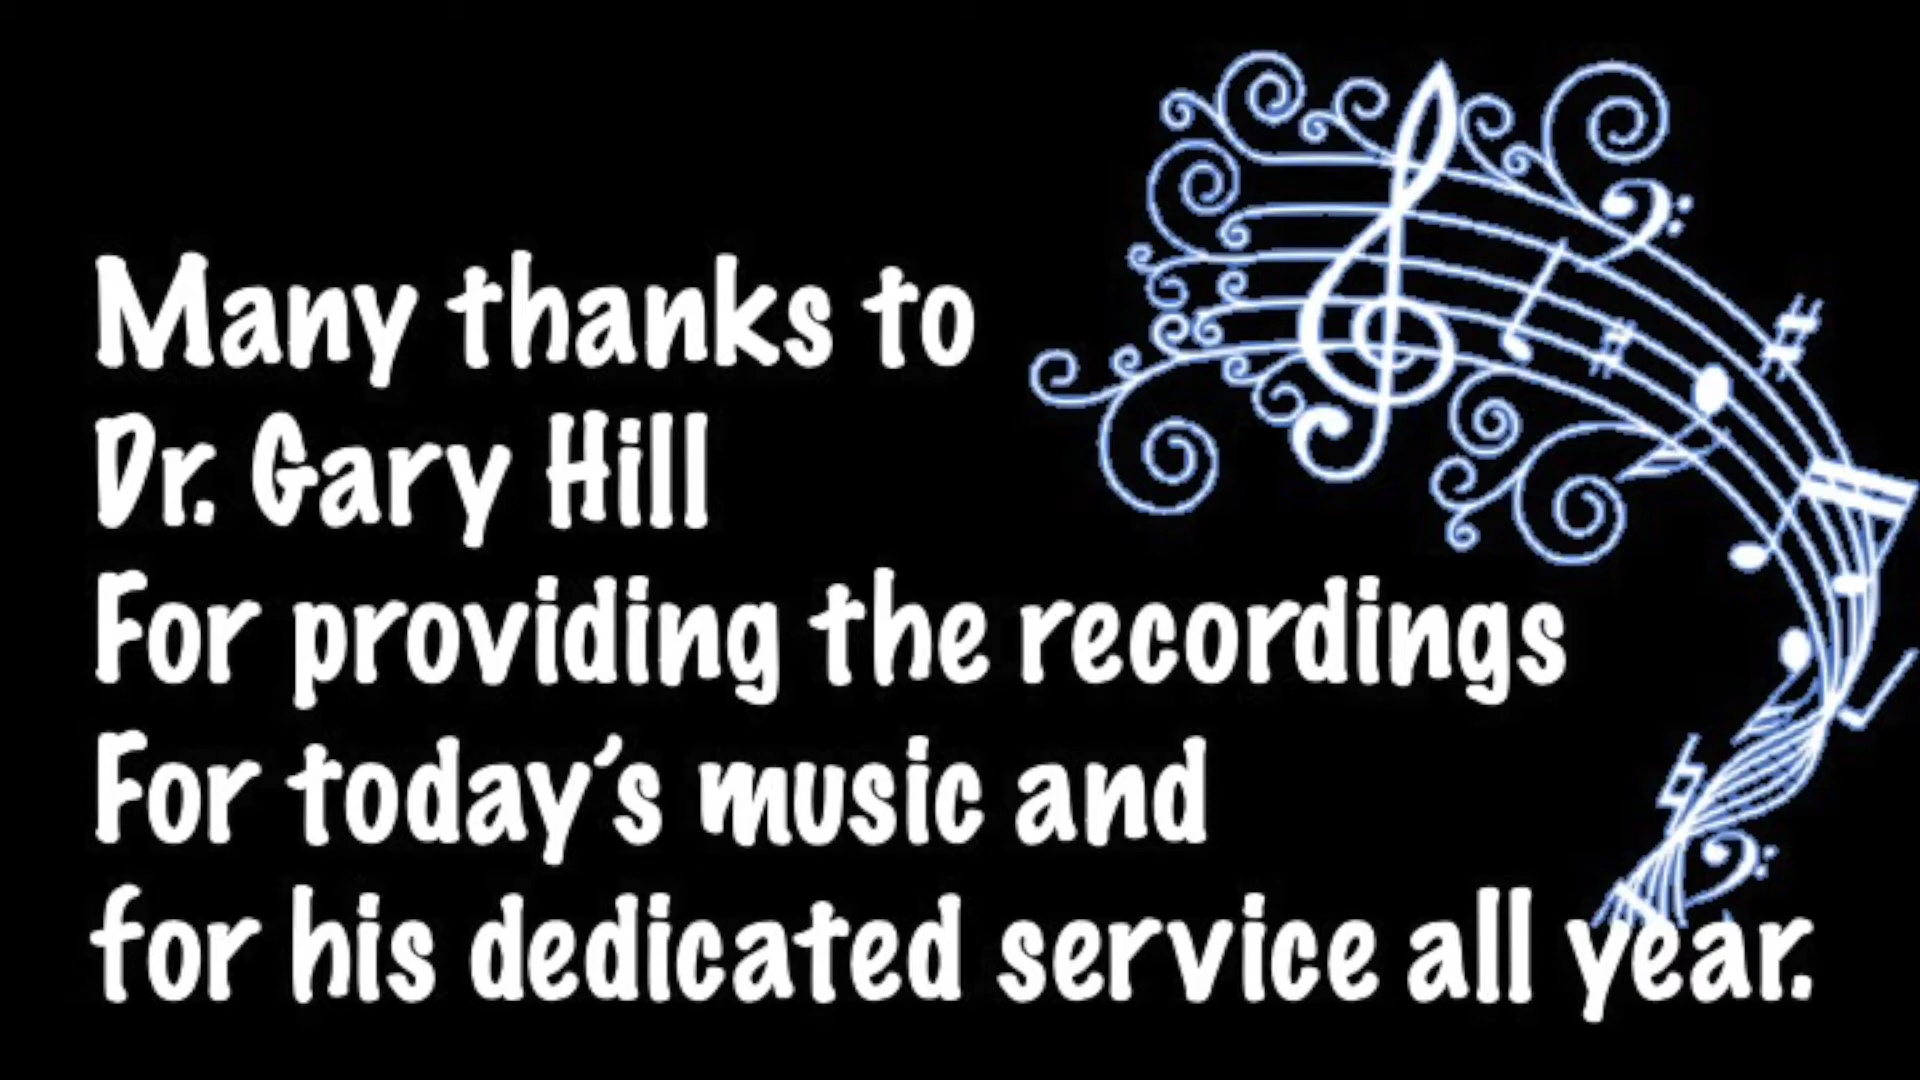 Many thanks to
Dr. Gary Hill
For providing the recordings
For today's music and
for his dedicated service all year.